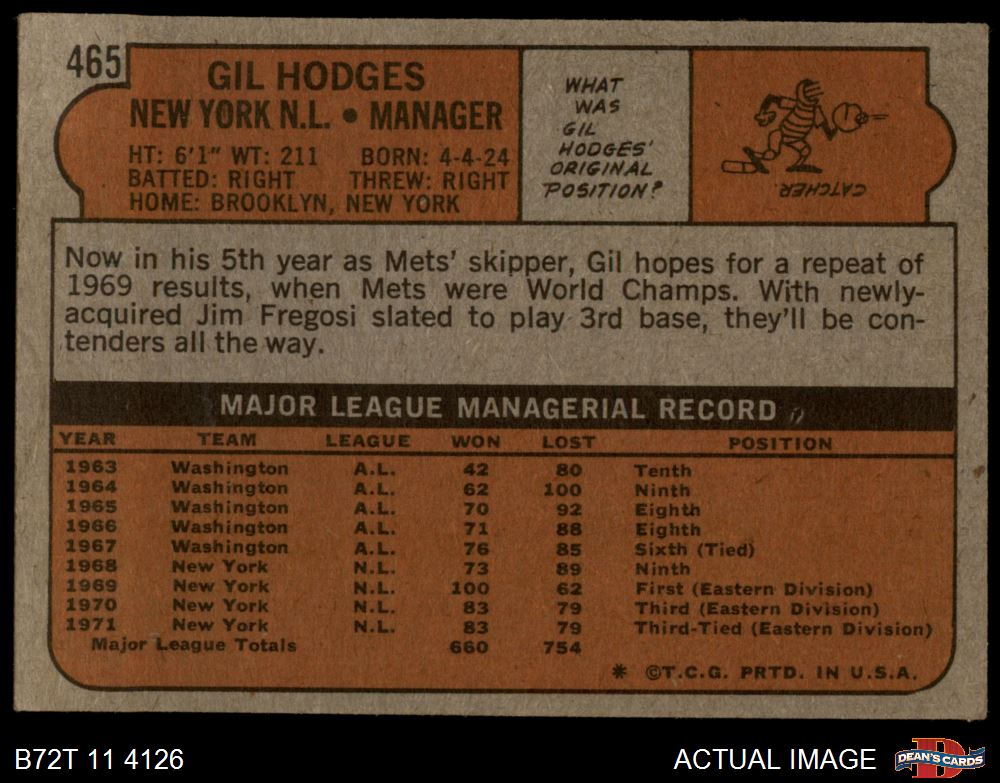 465
GIL HODGES
NEW YORK N.L. • MANAGER
HT: 6'1" WT: 211 BORN: 4-4-24
BATTED: RIGHT THREW: RIGHT
HOME: BROOKLYN, NEW YORK
WHAT
WAS
GIL
HODGES'
ORIGINAL
POSITION?
CATCHER.
Now in his 5th year as Mets' skipper, Gil hopes for a repeat of
1969 results, when Mets were World Champs. With newly-
acquired Jim Fregosi slated to play 3rd base, they'll be con-
tenders all the way.
MAJOR LEAGUE MANAGERIAL RECORD
YEAR TEAM LEAGUE WON LOST POSITION
1963 Washington A.L. 42 80 Tenth
1964 Washington A.L. 62 100 Ninth
1965 Washington A.L. 70 92 Eighth
1966 Washington A.L. 71 88 Eighth
1967 Washington A.L. 76 85 Sixth (Tied)
1968 New York N.L. 73 89 Ninth
1969 New York N.L. 100 62 First (Eastern Division)
1970 New York N.L. 83 79 Third (Eastern Division)
1971 New York N.L. 83 79 Third-Tied (Eastern Division)
Major League Totals 660 754
* ©T.C.G. PRTD. IN U.S.A.
B72T 11 4126
ACTUAL IMAGE
D
DEAN'S CARDS